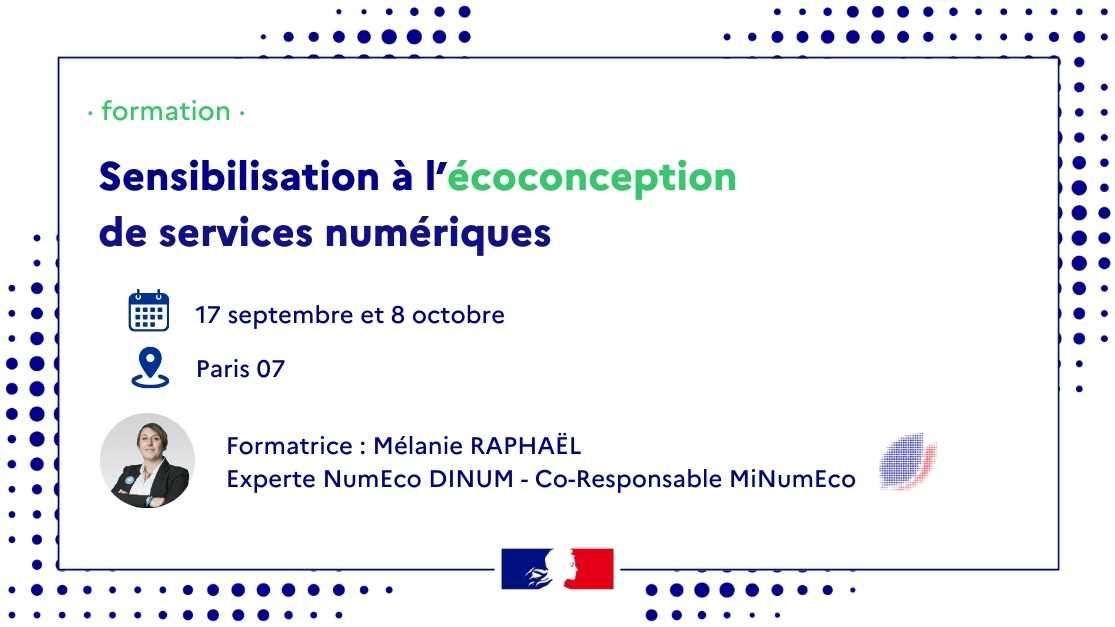 · formation ·
Sensibilisation à l’écoconception
de services numériques
17 septembre et 8 octobre
Paris 07
Formatrice : Mélanie RAPHAËL
Experte NumEco DINUM - Co-Responsable MiNumEco